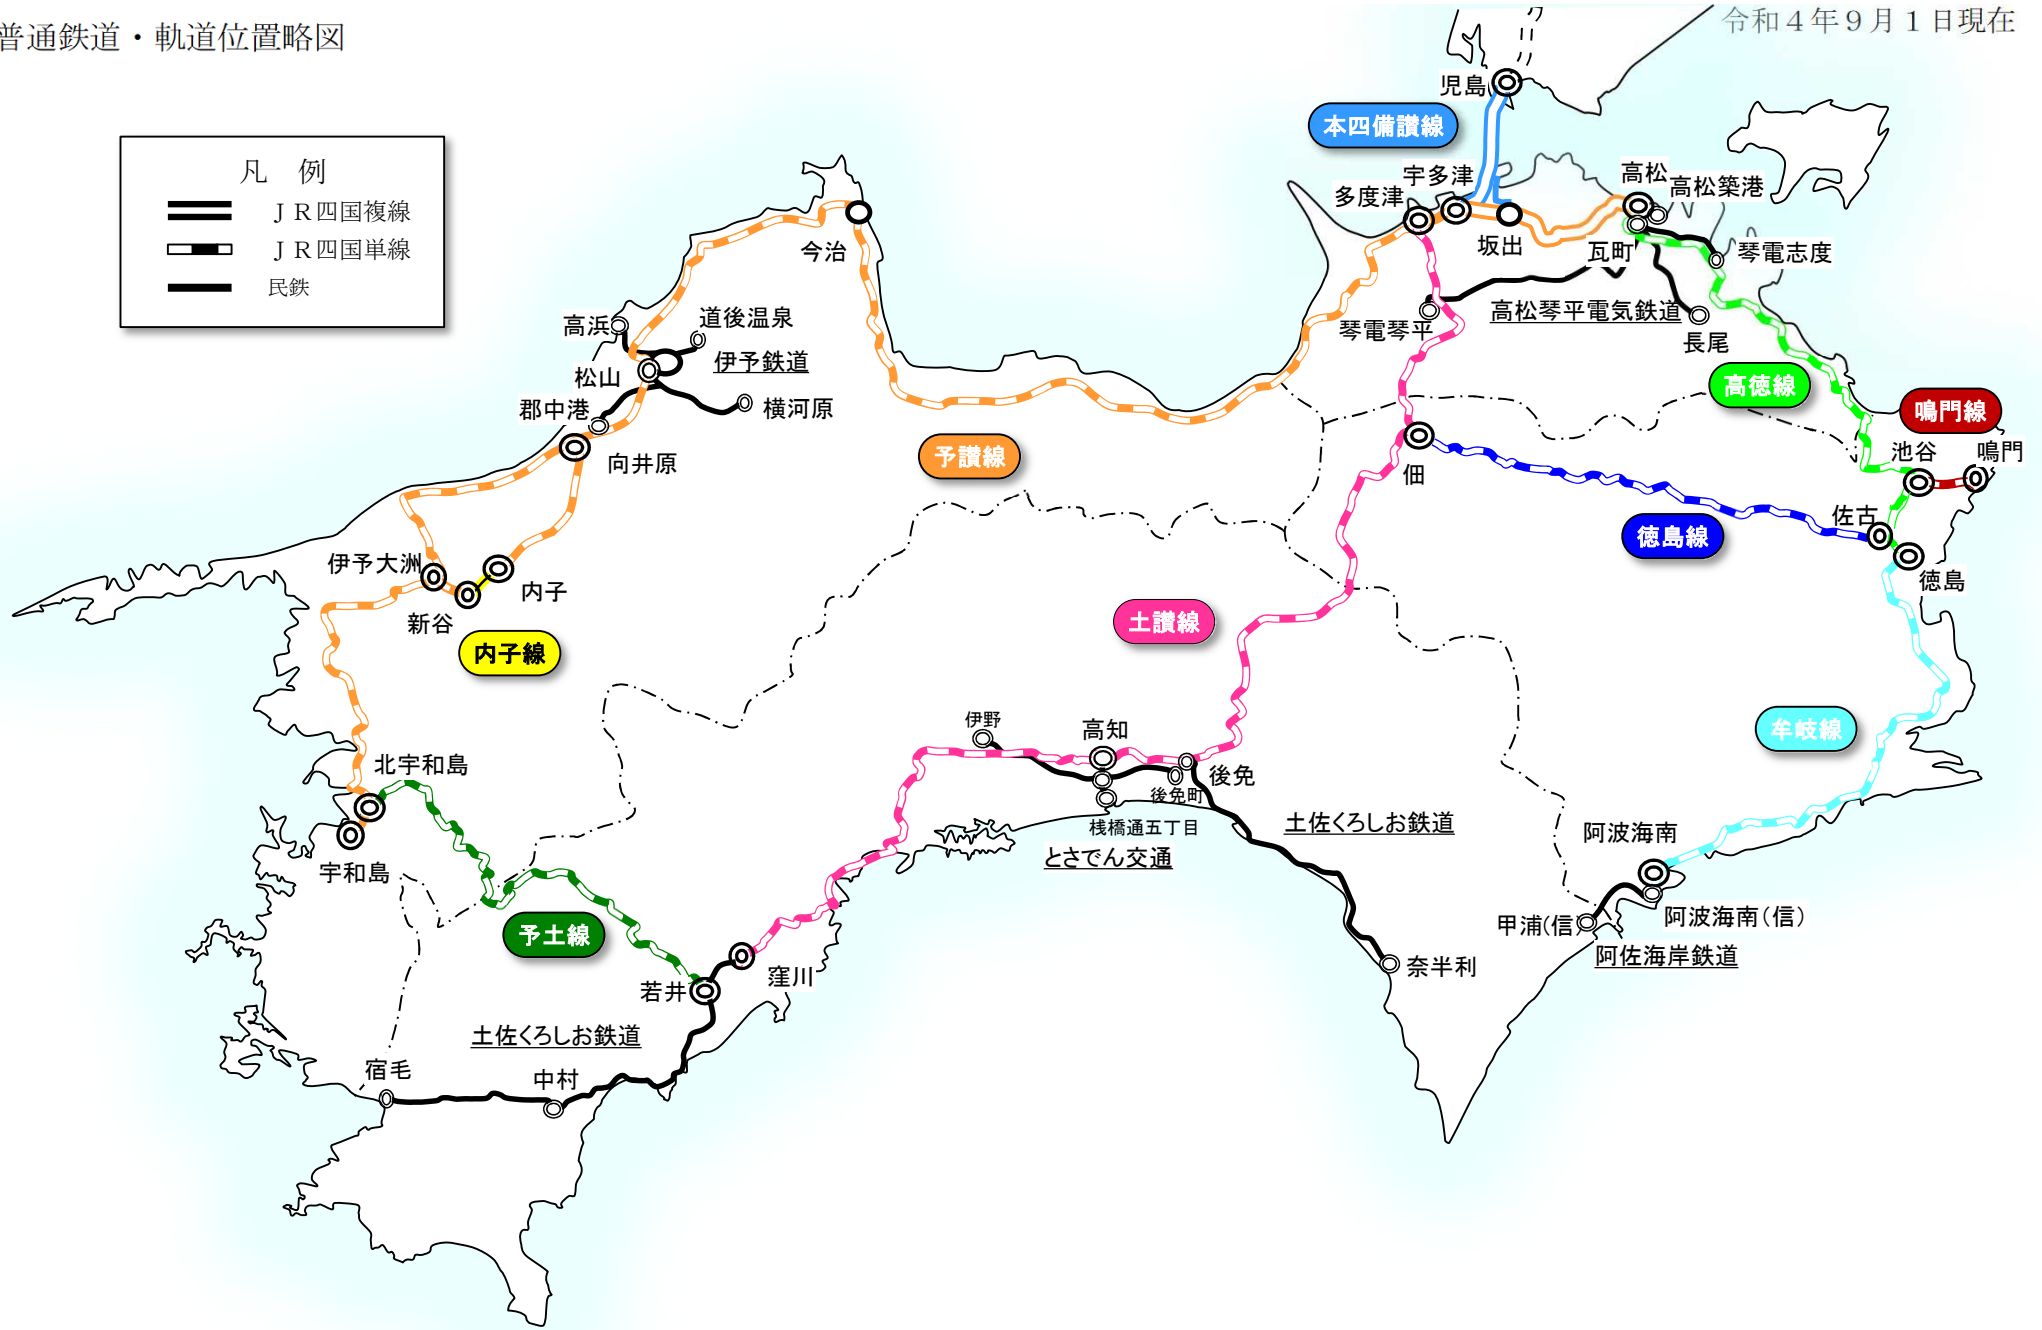 普通鉄道・軌道位置略図
令和４年９月１日現在
凡　例
ＪＲ四国複線
ＪＲ四国単線
民鉄
児島
本四備讃線
宇多津
多度津
坂出
高松
高松築港
瓦町
琴電志度
琴電琴平
高松琴平電気鉄道
長尾
高徳線
鳴門線
池谷
鳴門
佐古
徳島
徳島線
佃
今治
高浜
道後温泉
伊予鉄道
松山
郡中港
横河原
向井原
予讃線
伊予大洲
内子
新谷
内子線
土讃線
牟岐線
北宇和島
宇和島
伊野
高知
後免
後免町
桟橋通五丁目
とさでん交通
土佐くろしお鉄道
阿波海南
阿波海南（信）
甲浦(信)
阿佐海岸鉄道
奈半利
予土線
窪川
若井
土佐くろしお鉄道
宿毛
中村